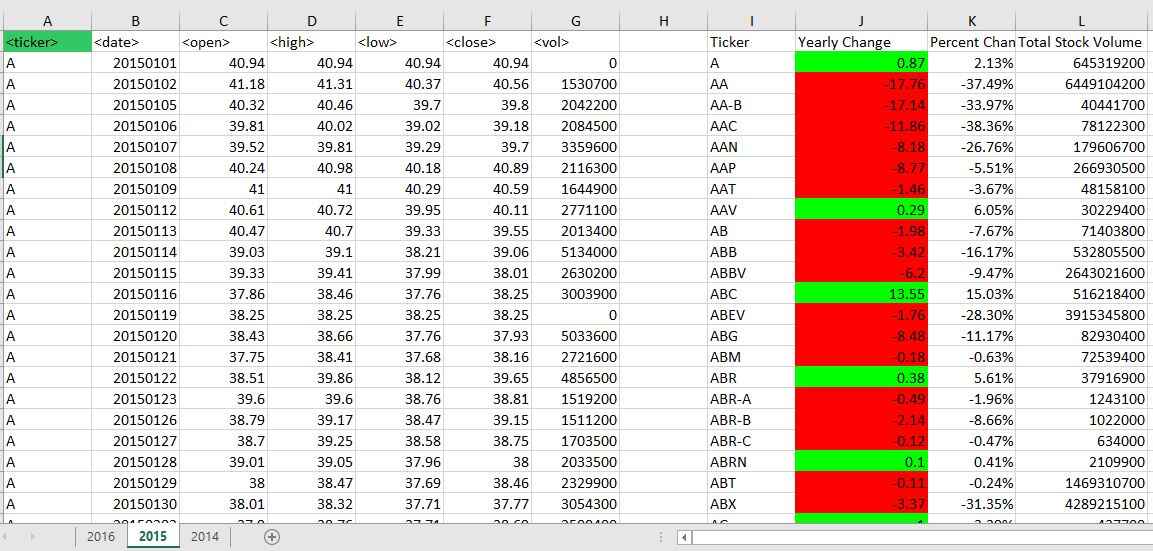 A B C D E F G H I J K L
<ticker> <date> <open> <high> <low> <close> <vol> Ticker Yearly Change Percent Chan Total Stock Volume
A 20150101 40.94 40.94 40.94 40.94 0 A 0.87 2.13% 645319200
A 20150102 41.18 41.31 40.37 40.56 1530700 AA -17.76 -37.49% 6449104200
A 20150105 40.32 40.46 39.7 39.8 2042200 AA-B -17.14 -33.97% 40441700
A 20150106 39.81 40.02 39.02 39.18 2084500 AAC -11.86 -38.36% 78122300
A 20150107 39.52 39.81 39.29 39.7 3359600 AAN -8.18 -26.76% 179606700
A 20150108 40.24 40.98 40.18 40.89 2116300 AAP -8.77 -5.51% 266930500
A 20150109 41 41 40.29 40.59 1644900 AAT -1.46 -3.67% 48158100
A 20150112 40.61 40.72 39.95 40.11 2771100 AAV 0.29 6.05% 30229400
A 20150113 40.47 40.7 39.33 39.55 2013400 AB -1.98 -7.67% 71403800
A 20150114 39.03 39.1 38.21 39.06 5134000 ABB -3.42 -16.17% 532805500
A 20150115 39.33 39.41 37.99 38.01 2630200 ABBV -6.2 -9.47% 2643021600
A 20150116 37.86 38.46 37.76 38.25 3003900 ABC 13.55 15.03% 516218400
A 20150119 38.25 38.25 38.25 38.25 0 ABEV -1.76 -28.30% 3915345800
A 20150120 38.43 38.66 37.76 37.93 5033600 ABG -8.48 -11.17% 82930400
A 20150121 37.75 38.41 37.68 38.16 2721600 ABM -0.18 -0.63% 72539400
A 20150122 38.51 39.86 38.12 39.65 4856500 ABR 0.38 5.61% 37916900
A 20150123 39.6 39.6 38.76 38.81 1519200 ABR-A -0.49 -1.96% 1243100
A 20150126 38.79 39.17 38.47 39.15 1511200 ABR-B -2.14 -8.66% 1022000
A 20150127 38.7 39.25 38.58 38.75 1703500 ABR-C -0.12 -0.47% 634000
A 20150128 39.01 39.05 37.96 38 2033500 ABRN 0.1 0.41% 2109900
A 20150129 38 38.47 37.69 38.46 2329900 ABT -0.11 -0.24% 1469310700
A 20150130 38.01 38.32 37.71 37.77 3054300 ABX -3.37 -31.35% 4289215100
2016 2015 2014